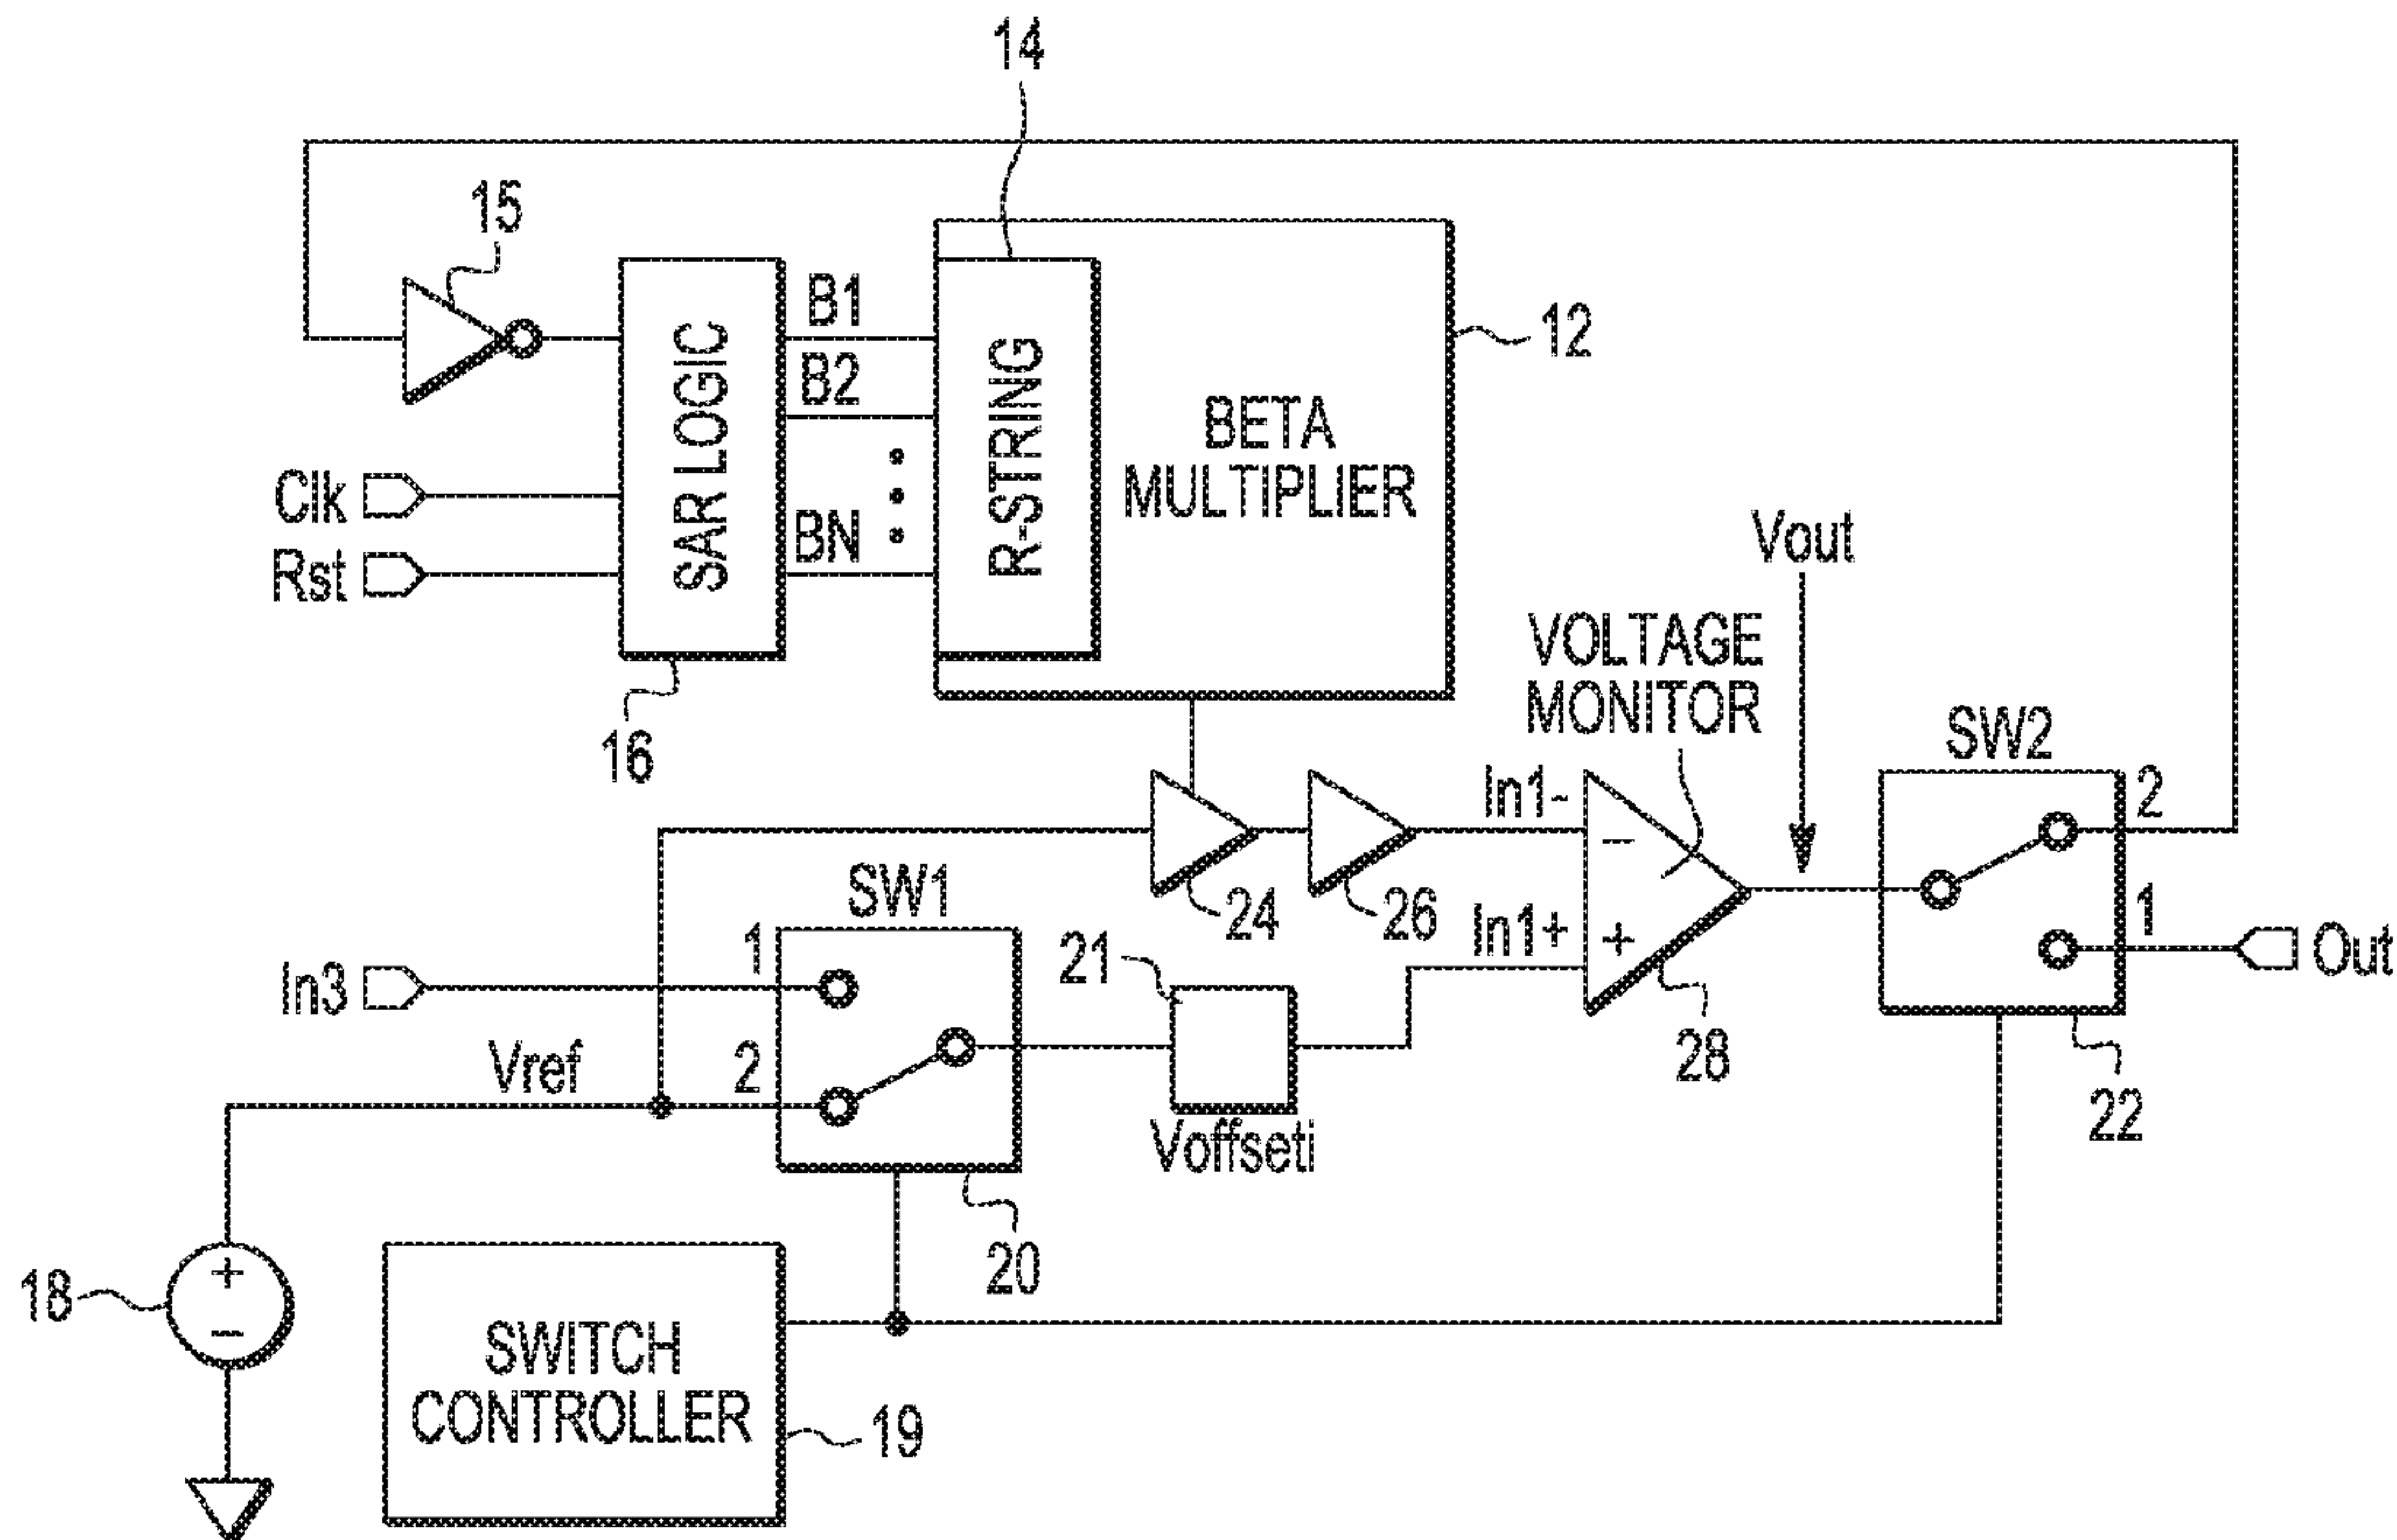 14
15
B1
12
B2
SAR LOGIC
R-STRING
BETA
MULTIPLIER
Clk
BN
Rst
Vout
VOLTAGE
MONITOR
16
SW2
In1-
2
−
SW1
24
26
In1+
+
1
1
21
In3
Out
Vref
2
28
22
Voffseti
20
18
+
−
SWITCH
CONTROLLER
19